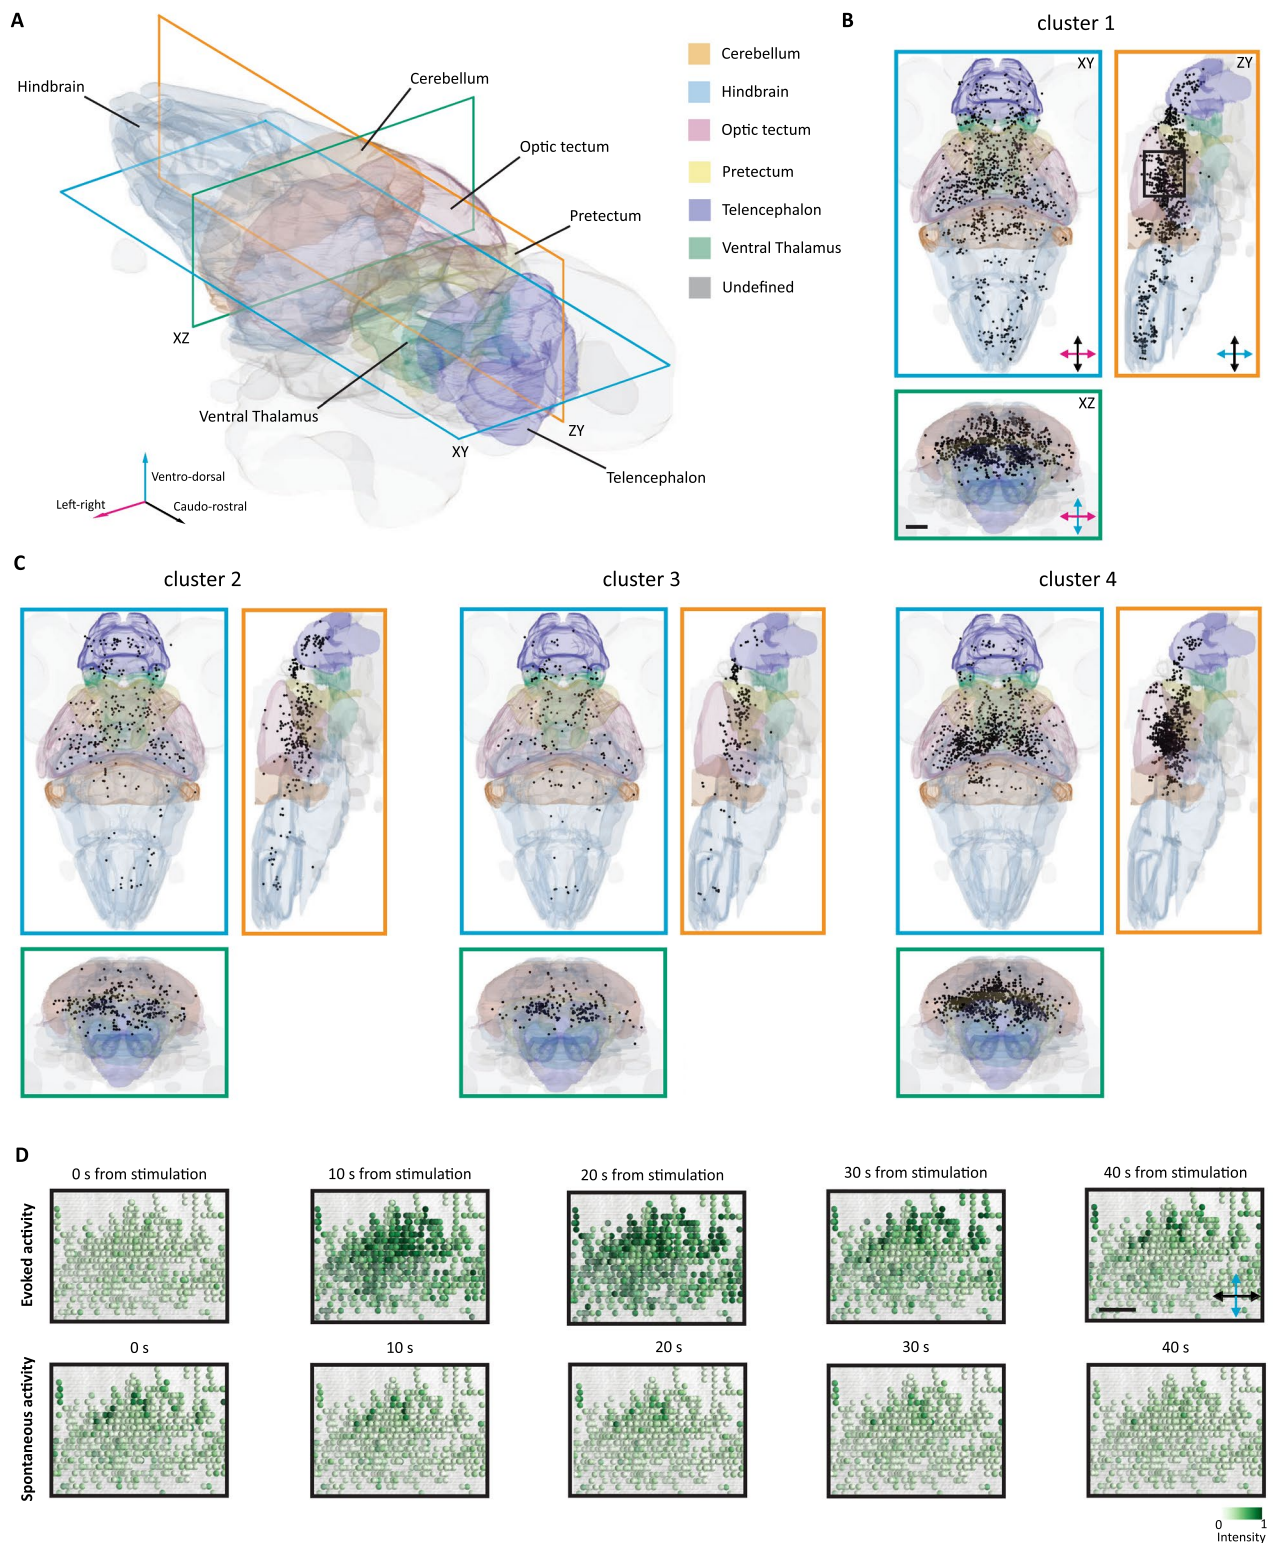 A
Hindbrain
Cerebellum
Optic tectum
Pretectum
XZ
Ventral Thalamus
ZY
XY
Telencephalon
Ventro-dorsal
Left-right
Caudo-rostral
Cerebellum
Hindbrain
Optic tectum
Pretectum
Telencephalon
Ventral Thalamus
Undefined
B
cluster 1
XY
ZY
XZ
C
cluster 2
cluster 3
cluster 4
D
0 s from stimulation
10 s from stimulation
20 s from stimulation
30 s from stimulation
40 s from stimulation
Evoked activity
0 s
10 s
20 s
30 s
40 s
Spontaneous activity
0
1
Intensity